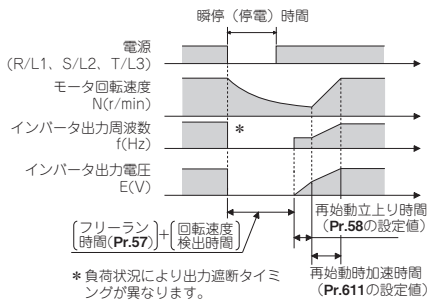 瞬停（停電）時間
電源
(R/L1、S/L2、T/L3)
モータ回転速度
N(r/min)
インバータ出力周波数
f(Hz)
*
インバータ出力電圧
E(V)
フリーラン
時間(Pr.57)
+
回転速度
検出時間
再始動立上り時間
（Pr.58の設定値）
＊負荷状況により出力遮断タイミ
ングが異なります。
再始動時加速時間
（Pr.611の設定値）